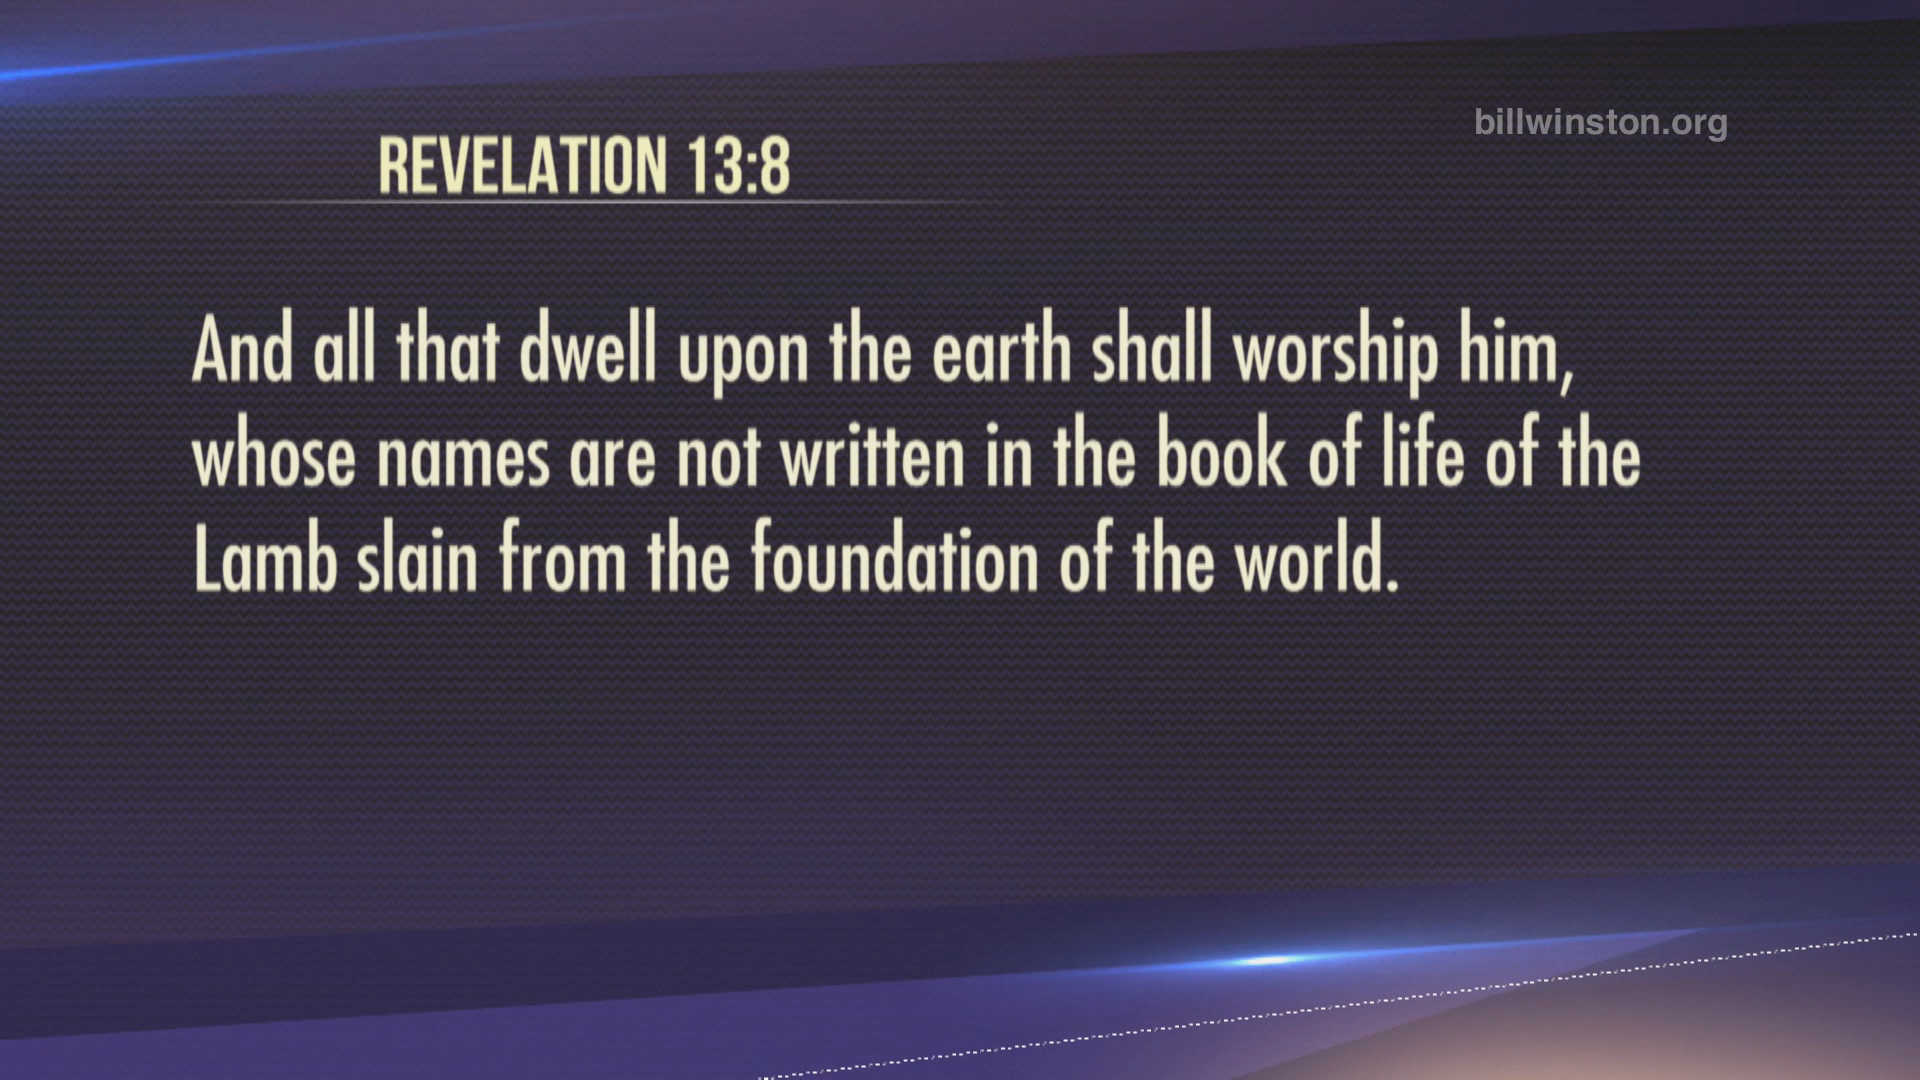 billwinston.org
REVELATION 13:8
And all that dwell upon the earth shall worship him,
whose names are not written in the book of life of the
Lamb slain from the foundation of the world.